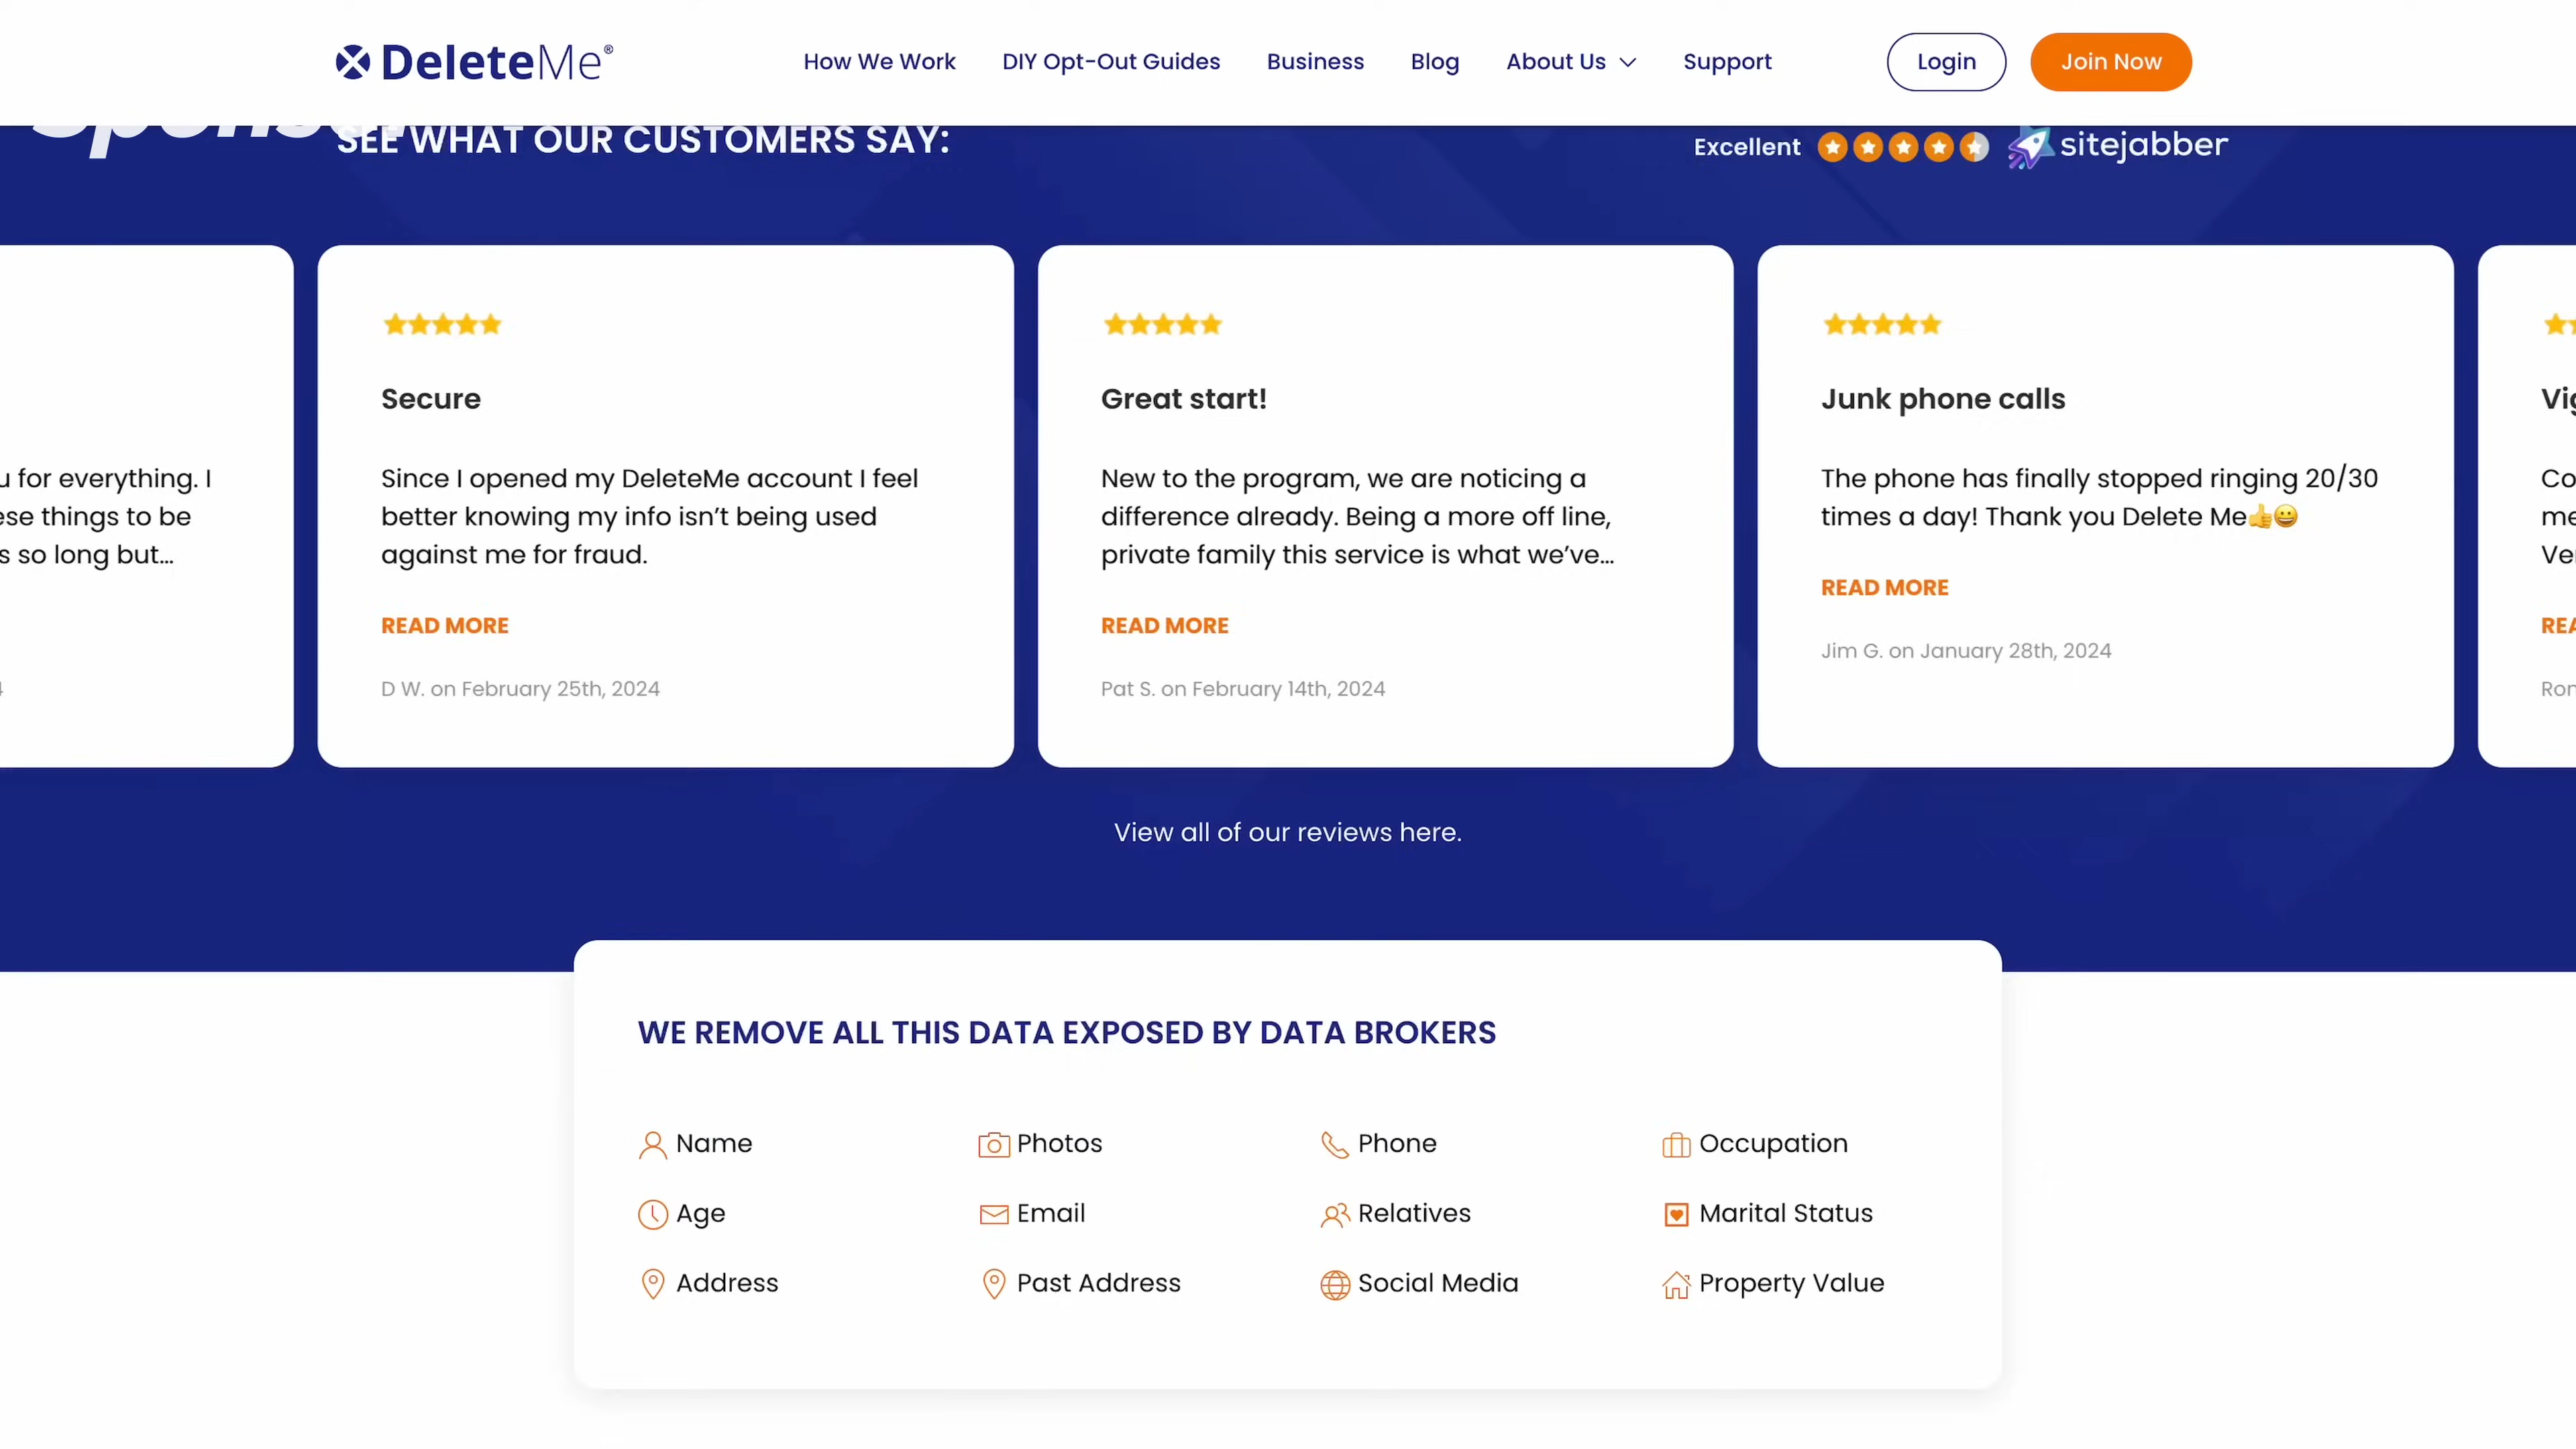 DeleteMe®
How We Work
DIY Opt-Out Guides
Business
Blog
About Us
Support
Login
Join Now
SEE WHAT OUR CUSTOMERS SAY:
Excellent
sitejabber
for everything. I
things to be
s so long but...
Secure
Since I opened my DeleteMe account I feel
better knowing my info isn't being used
against me for fraud.
READ MORE
D W. on February 25th, 2024
Great start!
New to the program, we are noticing a
difference already. Being a more off line,
private family this service is what we've...
READ MORE
Pat S. on February 14th, 2024
Junk phone calls
The phone has finally stopped ringing 20/30
times a day! Thank you Delete Me👍😀
READ MORE
Jim G. on January 28th, 2024
View all of our reviews here.
WE REMOVE ALL THIS DATA EXPOSED BY DATA BROKERS
Name
Photos
Phone
Occupation
Age
Email
Relatives
Marital Status
Address
Past Address
Social Media
Property Value